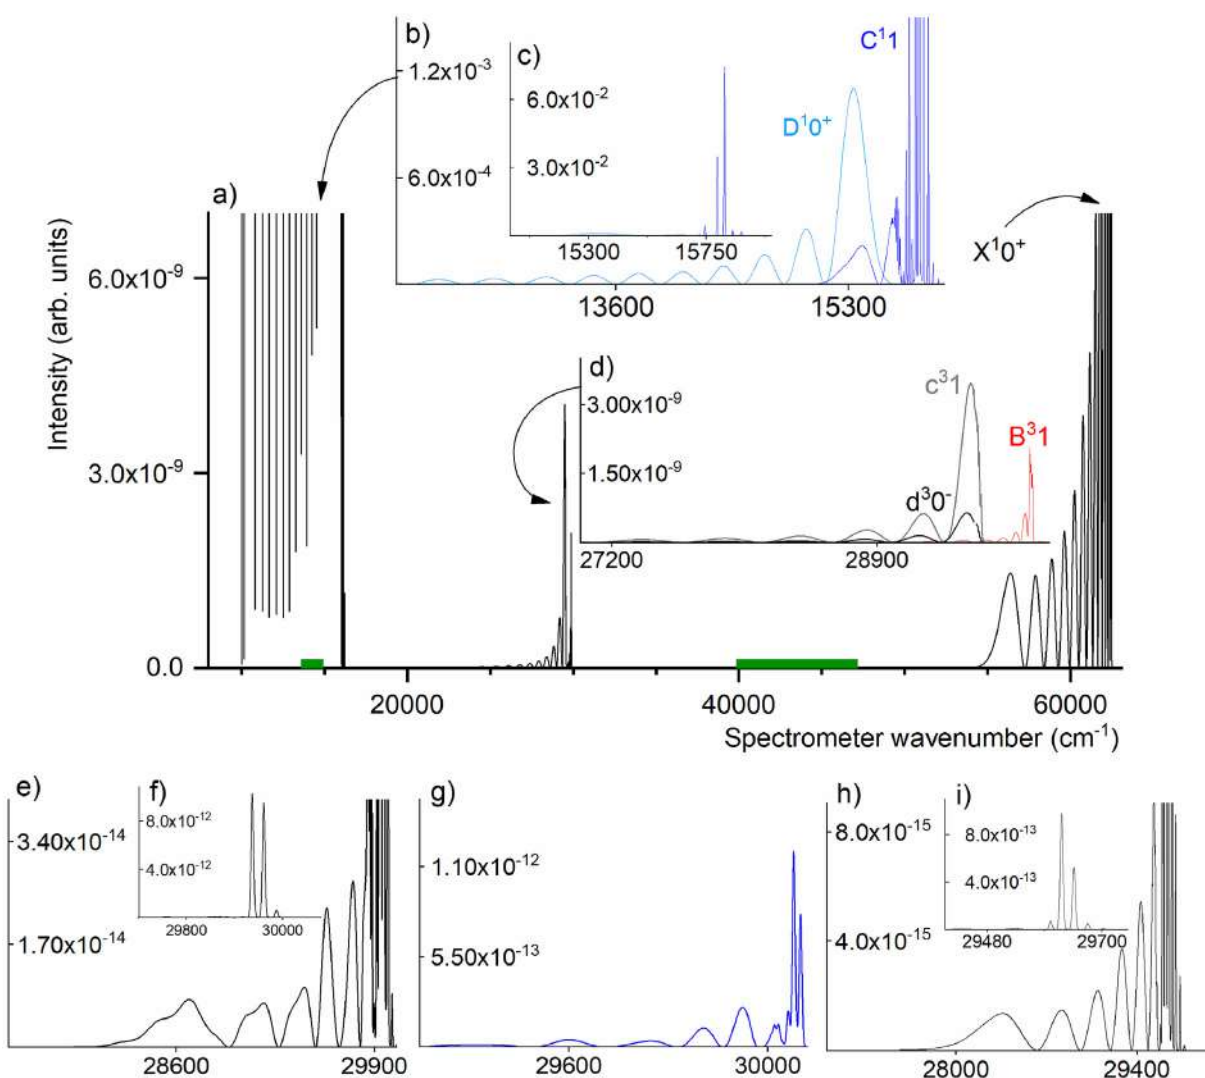 b)
1.2x10⁻³
6.0x10⁻⁴
c)
6.0x10⁻²
3.0x10⁻²
15300
15750
C¹1
D¹0⁺
13600
15300
a)
Intensity (arb. units)
6.0x10⁻⁹
3.0x10⁻⁹
0.0
X¹0⁺
d)
3.00x10⁻⁹
1.50x10⁻⁹
c³1
B³1
d³0⁻
27200
28900
20000
40000
60000
Spectrometer wavenumber (cm⁻¹)
e)
3.40x10⁻¹⁴
1.70x10⁻¹⁴
f)
8.0x10⁻¹²
4.0x10⁻¹²
29800
30000
28600
29900
g)
1.10x10⁻¹²
5.50x10⁻¹³
29600
30000
h)
8.0x10⁻¹⁵
4.0x10⁻¹⁵
i)
8.0x10⁻¹³
4.0x10⁻¹³
29480
29700
28000
29400